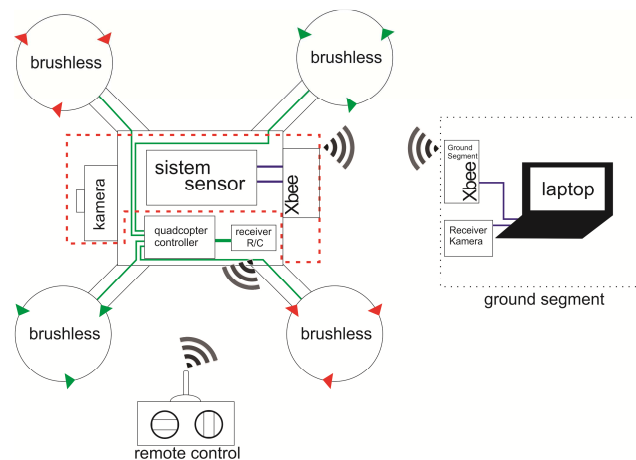 brushless
brushless
sistem
sensor
kamera
Xbee
quadcopter
controller
receiver
R/C
brushless
brushless
remote control
Ground
Segment
Xbee
laptop
Receiver
Kamera
ground segment